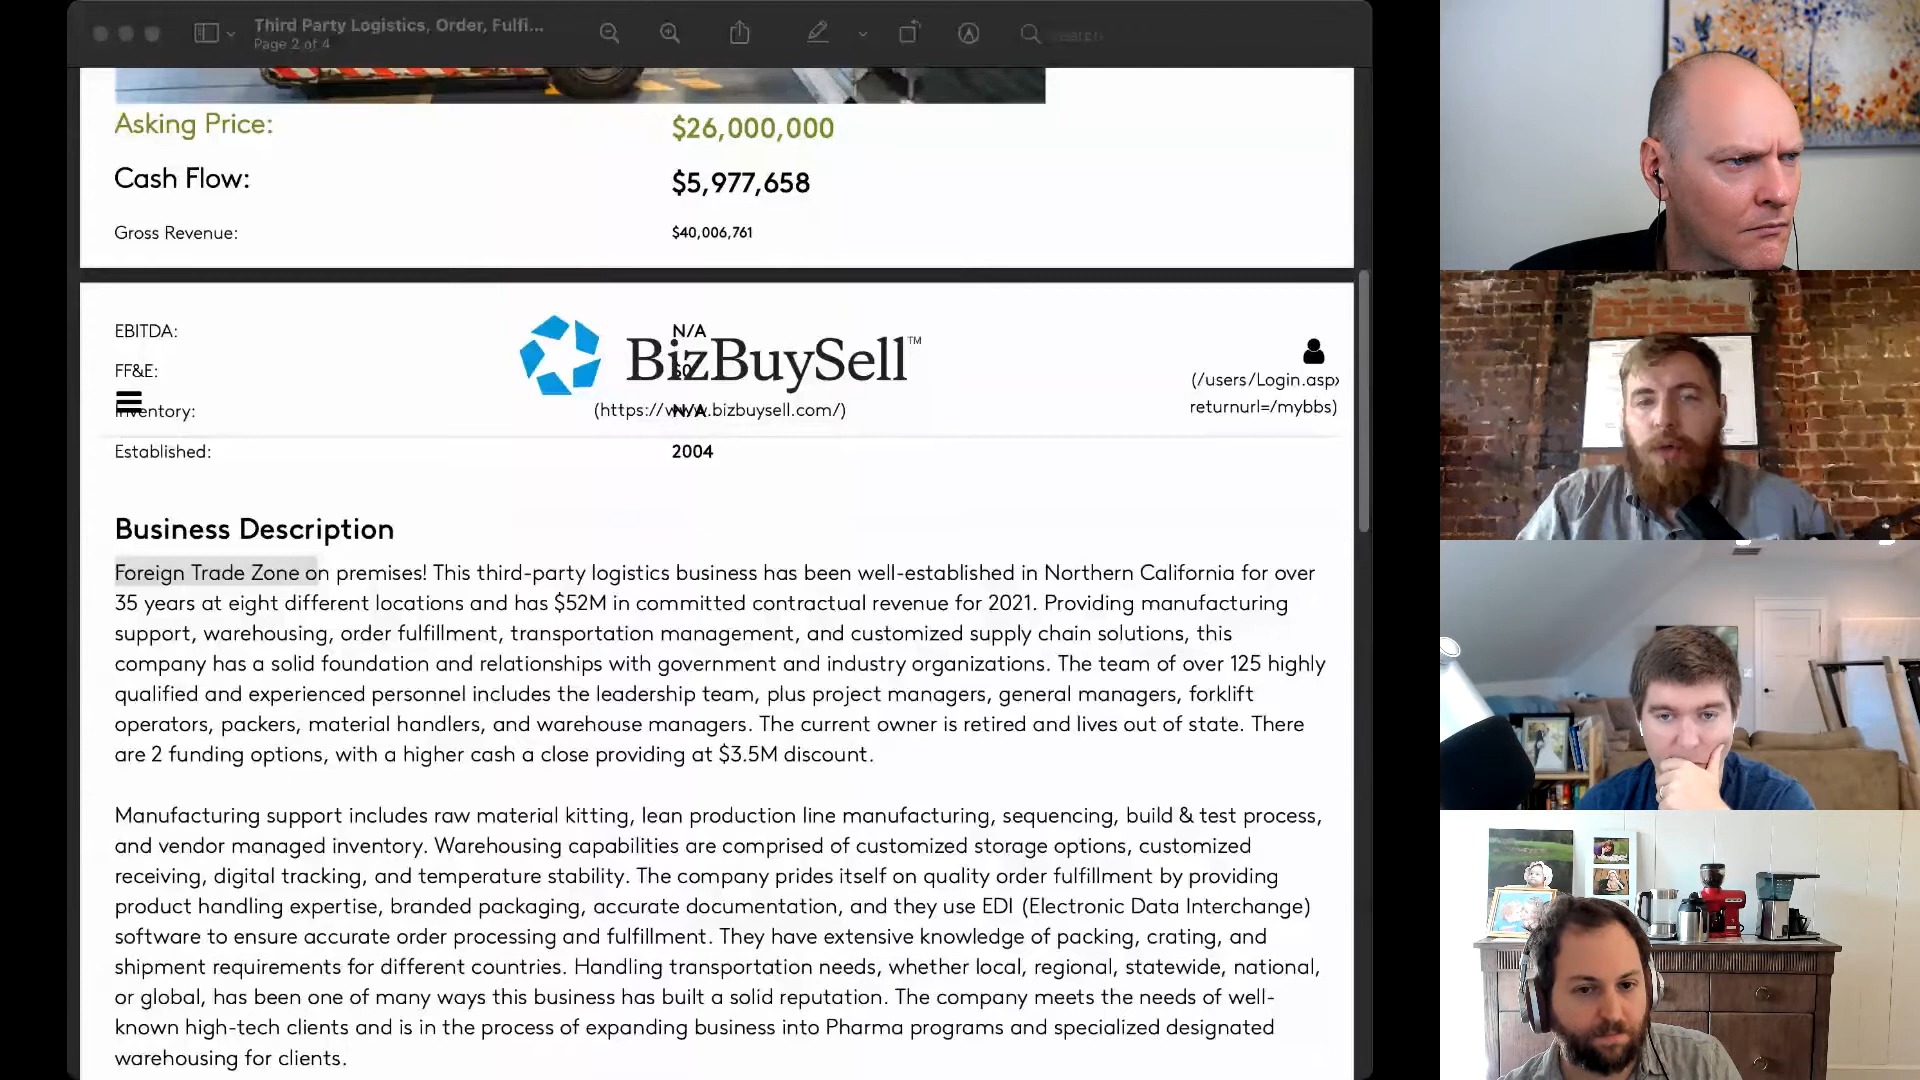 Third Party Logistics, Order, Fulfi...
Page 2 of 4
Search
Asking Price:
$26,000,000
Cash Flow:
$5,977,658
Gross Revenue:
$40,006,761
EBITDA:
N/A
FF&E:
$0
Inventory:
N/A
BizBuySell™
(https://www.bizbuysell.com/)
(/users/Login.asp
returnurl=/mybbs)
Established:
2004
Business Description
Foreign Trade Zone on premises! This third-party logistics business has been well-established in Northern California for over
35 years at eight different locations and has $52M in committed contractual revenue for 2021. Providing manufacturing
support, warehousing, order fulfillment, transportation management, and customized supply chain solutions, this
company has a solid foundation and relationships with government and industry organizations. The team of over 125 highly
qualified and experienced personnel includes the leadership team, plus project managers, general managers, forklift
operators, packers, material handlers, and warehouse managers. The current owner is retired and lives out of state. There
are 2 funding options, with a higher cash a close providing at $3.5M discount.
Manufacturing support includes raw material kitting, lean production line manufacturing, sequencing, build & test process,
and vendor managed inventory. Warehousing capabilities are comprised of customized storage options, customized
receiving, digital tracking, and temperature stability. The company prides itself on quality order fulfillment by providing
product handling expertise, branded packaging, accurate documentation, and they use EDI (Electronic Data Interchange)
software to ensure accurate order processing and fulfillment. They have extensive knowledge of packing, crating, and
shipment requirements for different countries. Handling transportation needs, whether local, regional, statewide, national,
or global, has been one of many ways this business has built a solid reputation. The company meets the needs of well-
known high-tech clients and is in the process of expanding business into Pharma programs and specialized designated
warehousing for clients.